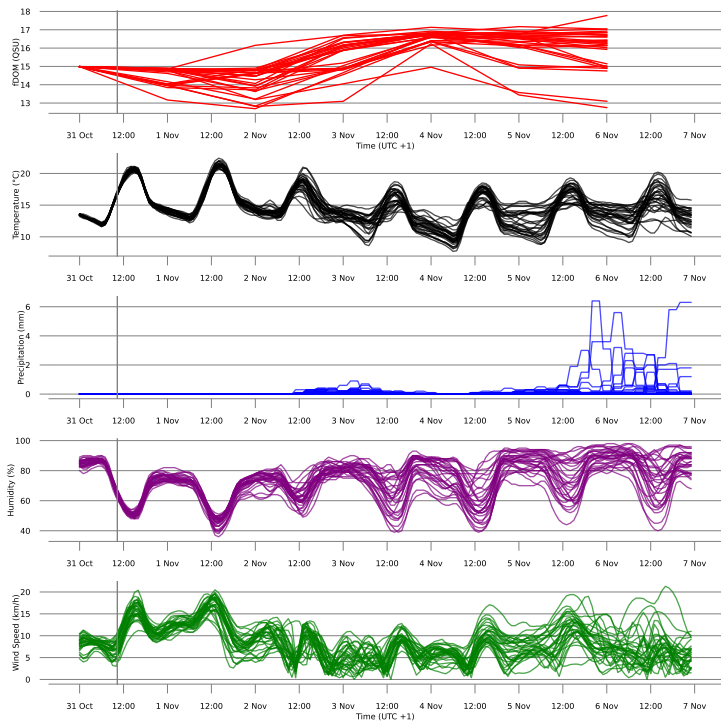 18
17
16
15
14
13
fDOM (QSU)
31 Oct 12:00 1 Nov 12:00 2 Nov 12:00 3 Nov 12:00 4 Nov 12:00 5 Nov 12:00 6 Nov 12:00 7 Nov
Time (UTC +1)
20
15
10
Temperature (°C)
31 Oct 12:00 1 Nov 12:00 2 Nov 12:00 3 Nov 12:00 4 Nov 12:00 5 Nov 12:00 6 Nov 12:00 7 Nov
6
4
2
0
Precipitation (mm)
31 Oct 12:00 1 Nov 12:00 2 Nov 12:00 3 Nov 12:00 4 Nov 12:00 5 Nov 12:00 6 Nov 12:00 7 Nov
100
80
60
40
Humidity (%)
31 Oct 12:00 1 Nov 12:00 2 Nov 12:00 3 Nov 12:00 4 Nov 12:00 5 Nov 12:00 6 Nov 12:00 7 Nov
20
15
10
5
0
Wind Speed (km/h)
31 Oct 12:00 1 Nov 12:00 2 Nov 12:00 3 Nov 12:00 4 Nov 12:00 5 Nov 12:00 6 Nov 12:00 7 Nov
Time (UTC +1)